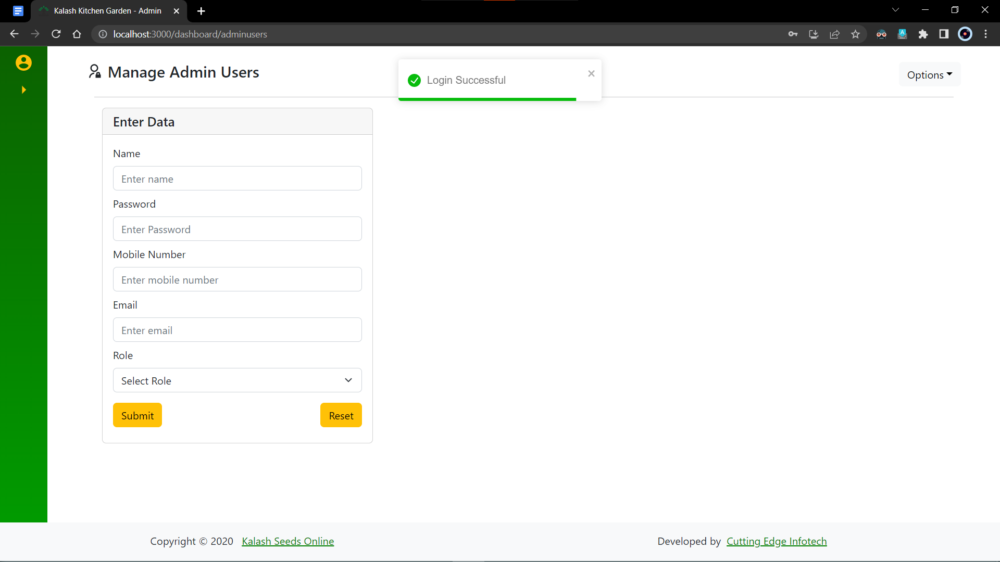 Kalash Kitchen Garden - Admin
localhost:3000/dashboard/adminusers
Manage Admin Users
Login Successful
Options
Enter Data
Name
Enter name
Password
Enter Password
Mobile Number
Enter mobile number
Email
Enter email
Role
Select Role
Submit Reset
Copyright © 2020 Kalash Seeds Online Developed by Cutting Edge Infotech